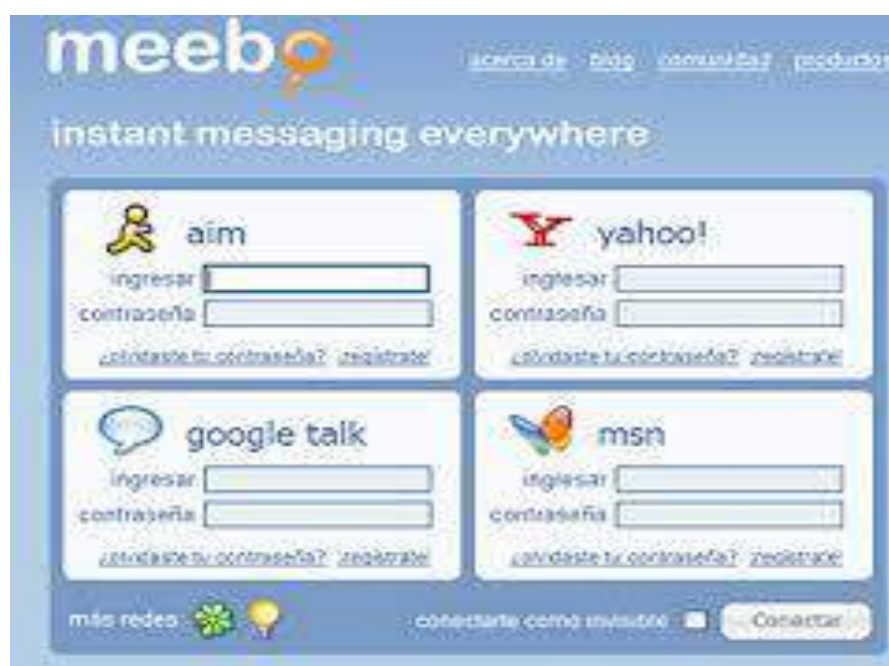 meebo
acerca de blog comunidad productos
instant messaging everywhere
aim
ingresar
contraseña
¿olvidaste tu contraseña? ¡regístrate!
yahoo!
ingresar
contraseña
¿olvidaste tu contraseña? ¡regístrate!
google talk
ingresar
contraseña
¿olvidaste tu contraseña? ¡regístrate!
msn
ingresar
contraseña
¿olvidaste tu contraseña? ¡regístrate!
más redes
conectarte como invisible Conectar